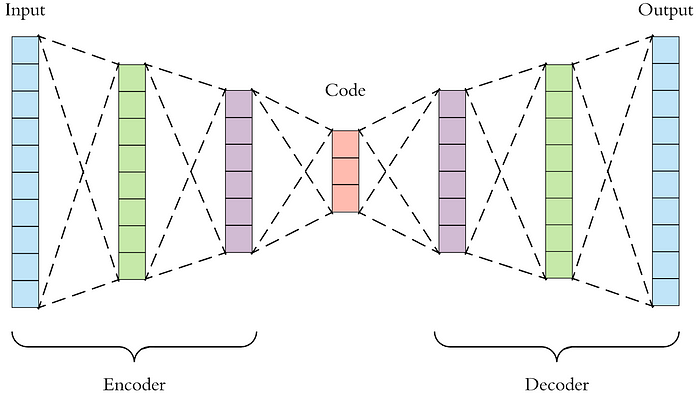 Input
Output
Code
Encoder
Decoder